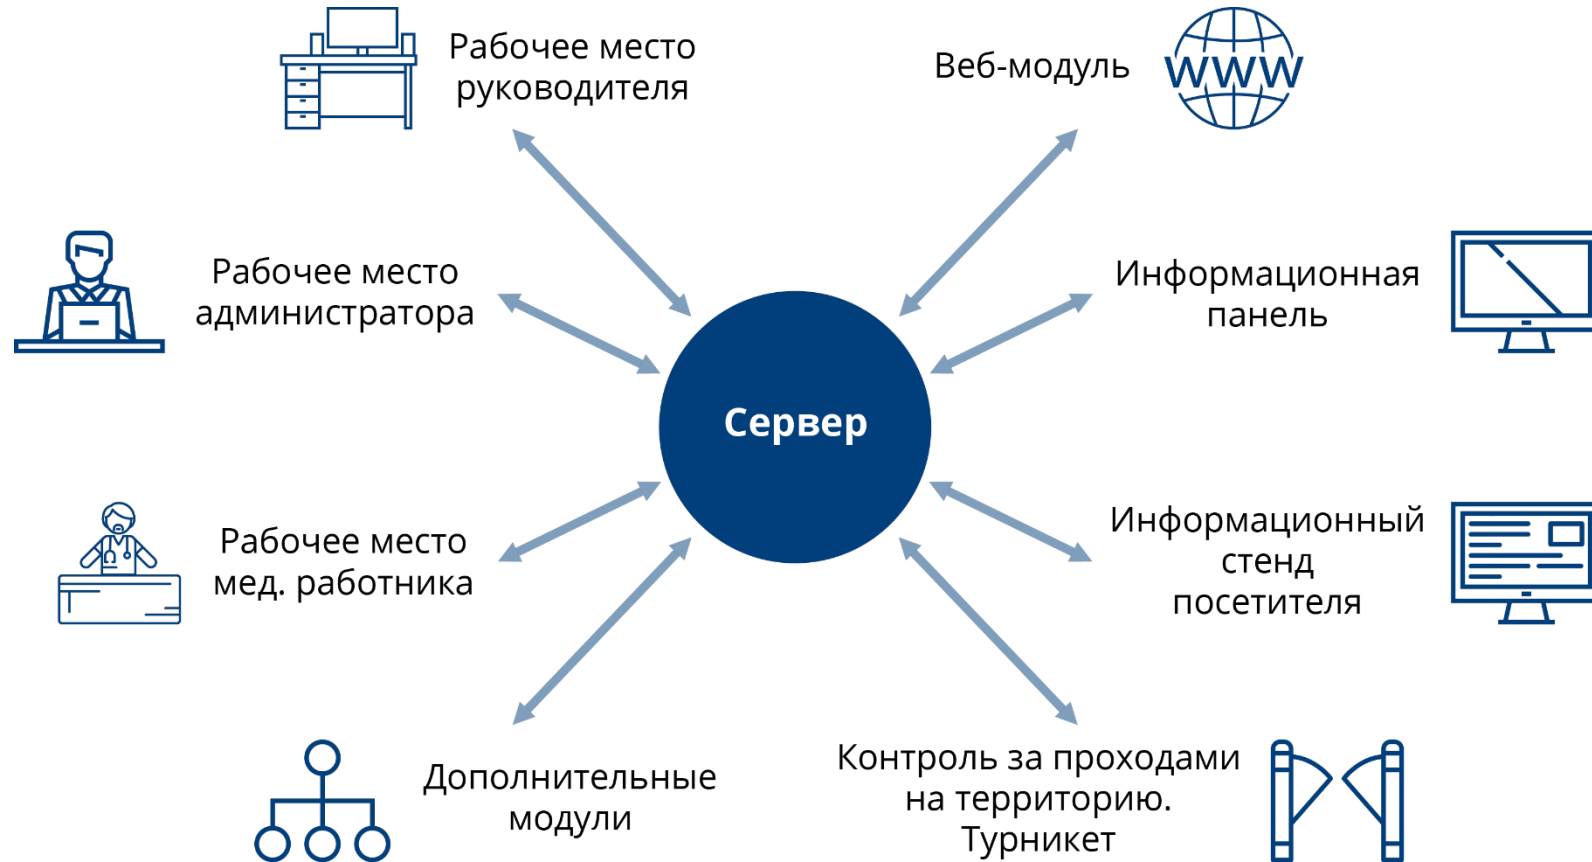 Рабочее место
руководителя
Веб-модуль
WWW
Рабочее место
администратора
Информационная
панель
Сервер
Рабочее место
мед. работника
Информационный
стенд
посетителя
Дополнительные
модули
Контроль за проходами
на территорию.
Турникет